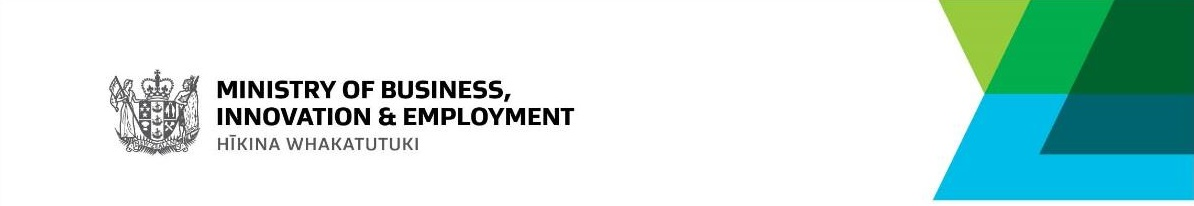 MINISTRY OF BUSINESS,
INNOVATION & EMPLOYMENT
HĪKINA WHAKATUTUKI